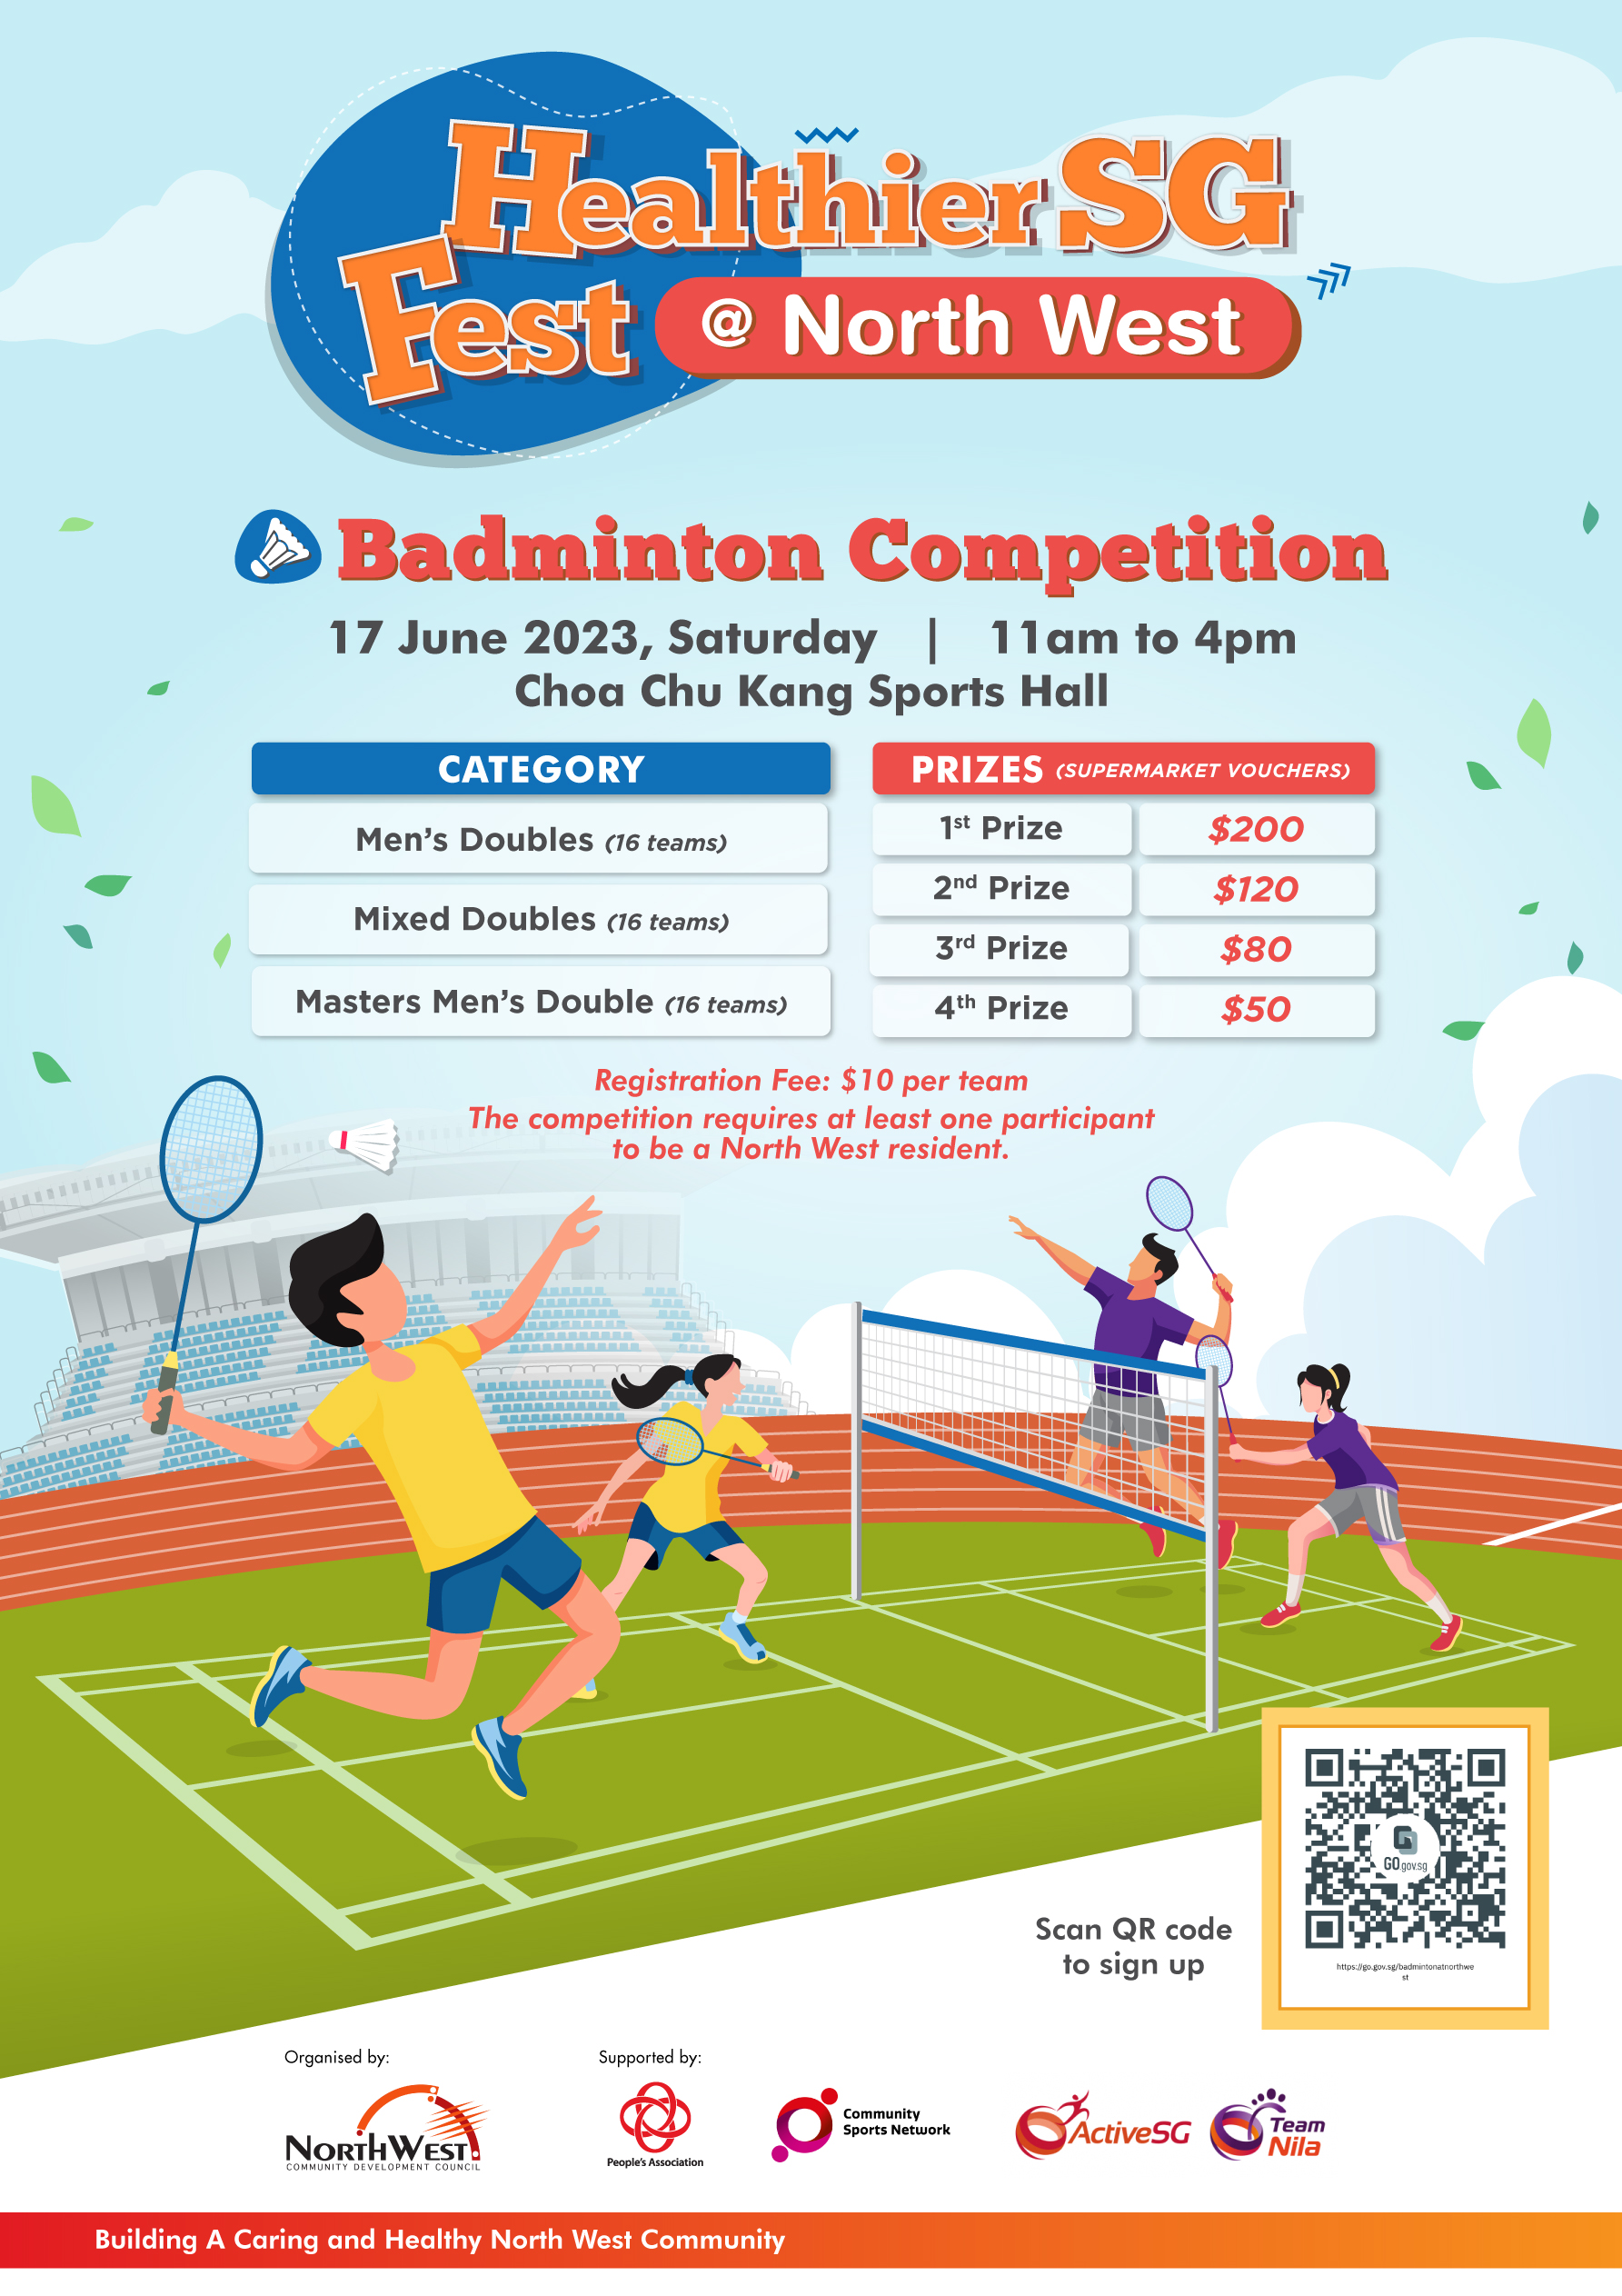 Healthier SG
Fest @ North West
Badminton Competition
17 June 2023, Saturday | 11am to 4pm
Choa Chu Kang Sports Hall
CATEGORY
Men's Doubles (16 teams)
Mixed Doubles (16 teams)
Masters Men's Double (16 teams)
PRIZES (SUPERMARKET VOUCHERS)
1st Prize $200
2nd Prize $120
3rd Prize $80
4th Prize $50
Registration Fee: $10 per team
The competition requires at least one participant
to be a North West resident.
GO.gov.sg
https://go.gov.sg/badmintonatnorthwe
st
Scan QR code
to sign up
Organised by:
NORTHWEST
COMMUNITY DEVELOPMENT COUNCIL
Supported by:
People's Association
Community
Sports Network
ActiveSG
Team
Nila
Building A Caring and Healthy North West Community